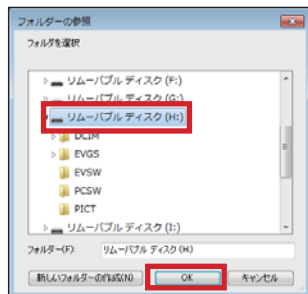 フォルダーの参照
フォルダを選択
リムーバブル ディスク (F:)
リムーバブル ディスク (G:)
リムーバブル ディスク (H:)
DCIM
EVGS
EVSW
PCSW
PICT
リムーバブル ディスク (I:)
フォルダー(F): リムーバブル ディスク (H:)
新しいフォルダーの作成(N) OK キャンセル